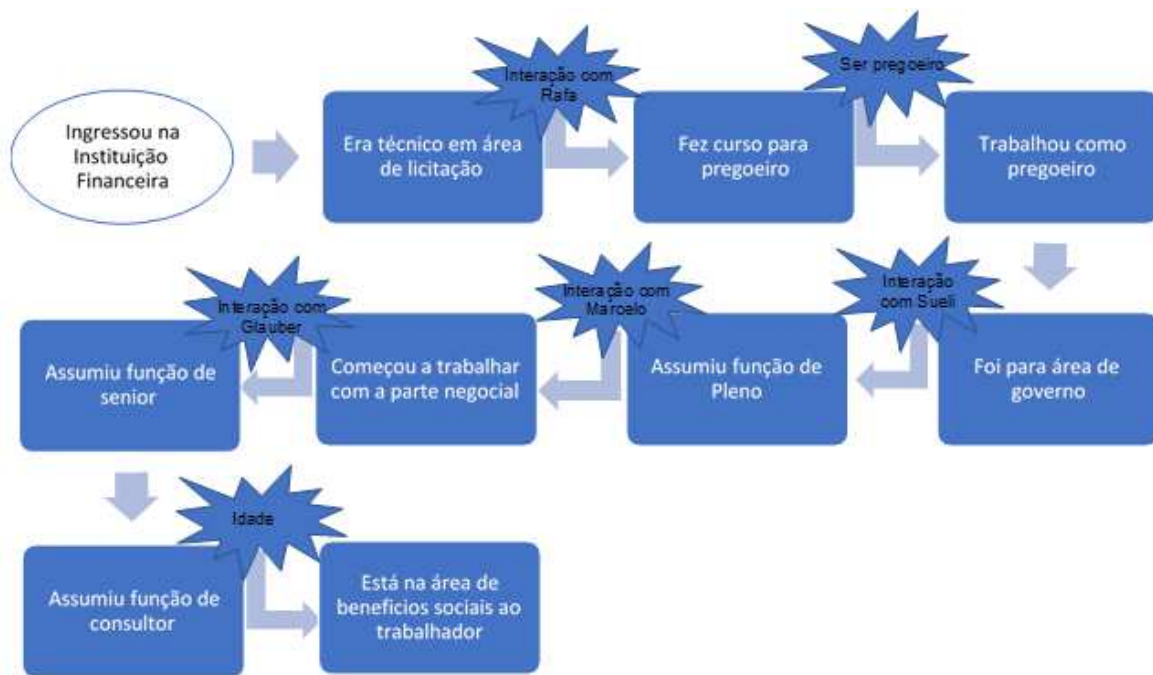 Interação com
Rafa
Ser pregoeiro
Ingressou na
Instituição
Financeira
Era técnico em área
de licitação
Fez curso para
pregoeiro
Trabalhou como
pregoeiro
Interação
com Sueli
Interação com
Marcelo
Interação com
Glauber
Foi para área de
governo
Assumiu função de
Pleno
Começou a trabalhar
com a parte negocial
Assumiu função de
senior
Idade
Assumiu função de
consultor
Está na área de
beneficios sociais ao
trabalhador